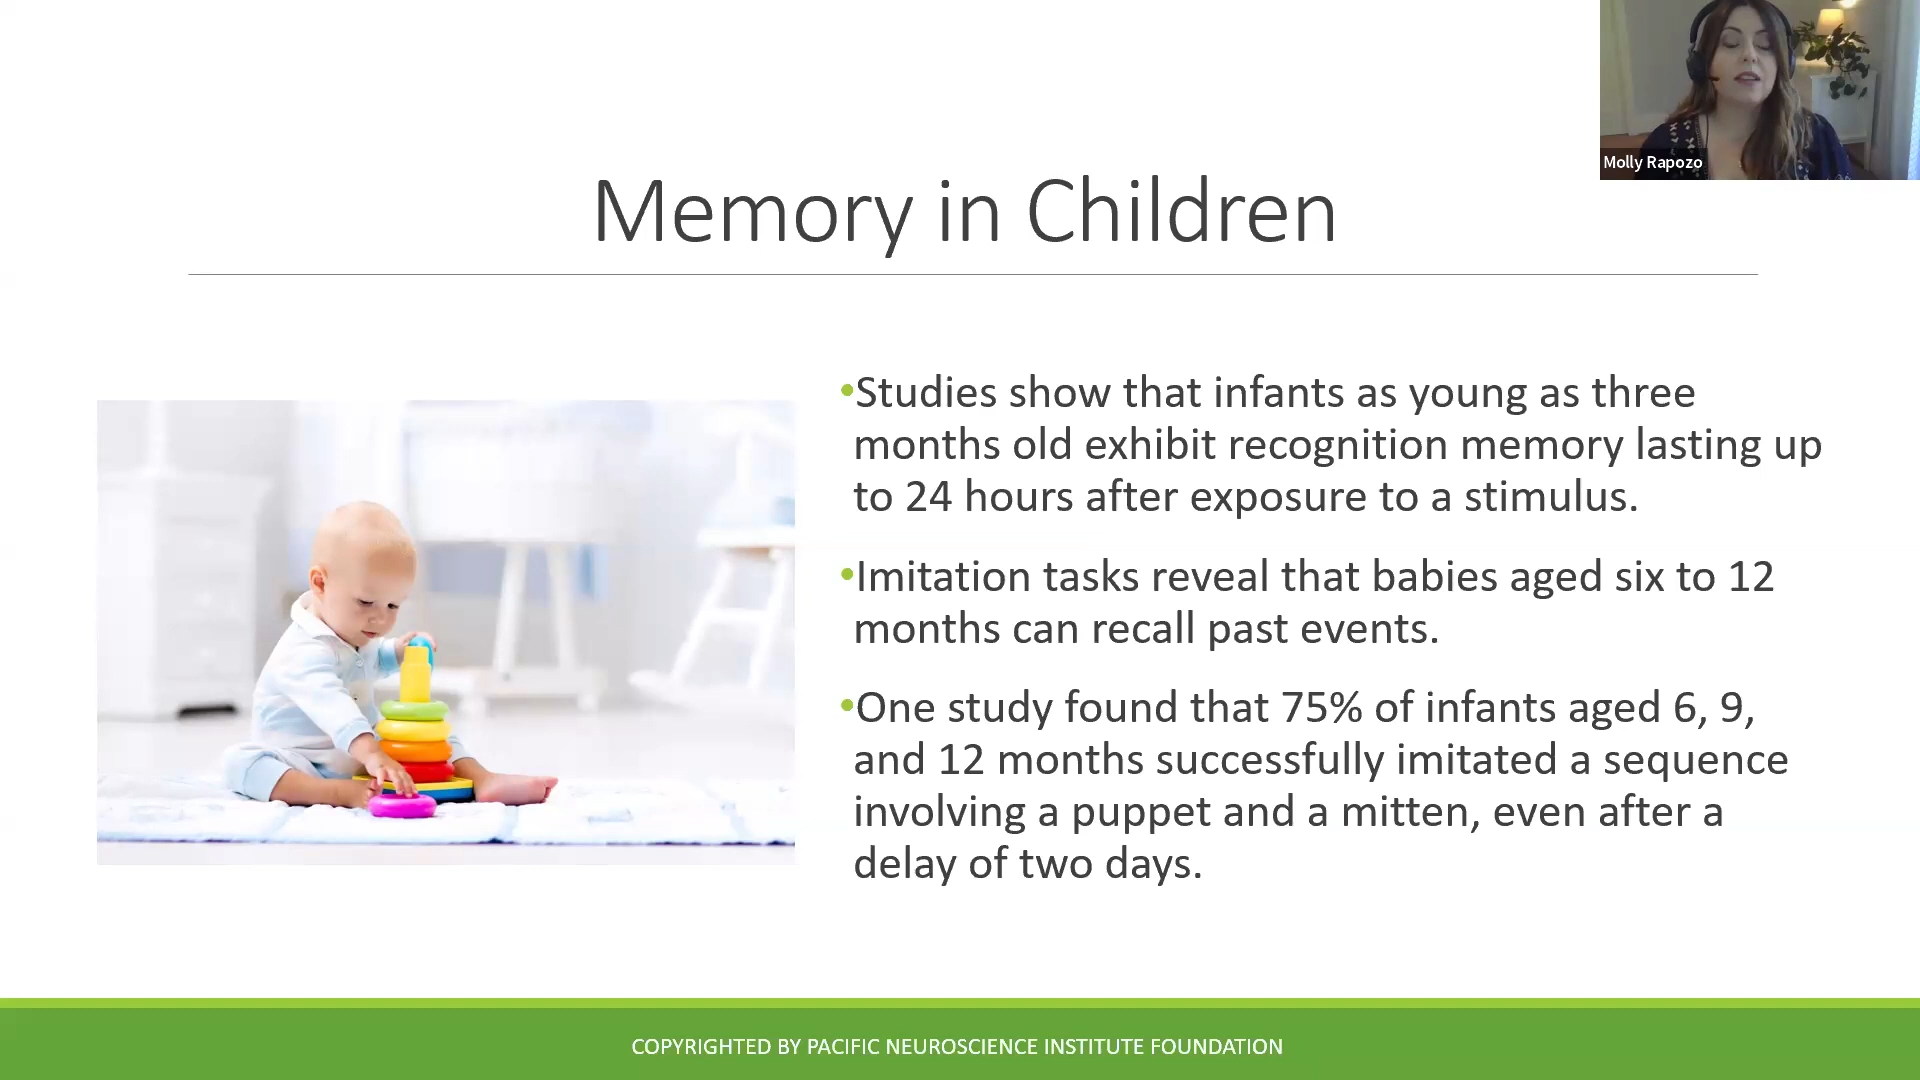 Molly Rapozo
Memory in Children
•Studies show that infants as young as three
months old exhibit recognition memory lasting up
to 24 hours after exposure to a stimulus.
•Imitation tasks reveal that babies aged six to 12
months can recall past events.
•One study found that 75% of infants aged 6, 9,
and 12 months successfully imitated a sequence
involving a puppet and a mitten, even after a
delay of two days.
COPYRIGHTED BY PACIFIC NEUROSCIENCE INSTITUTE FOUNDATION